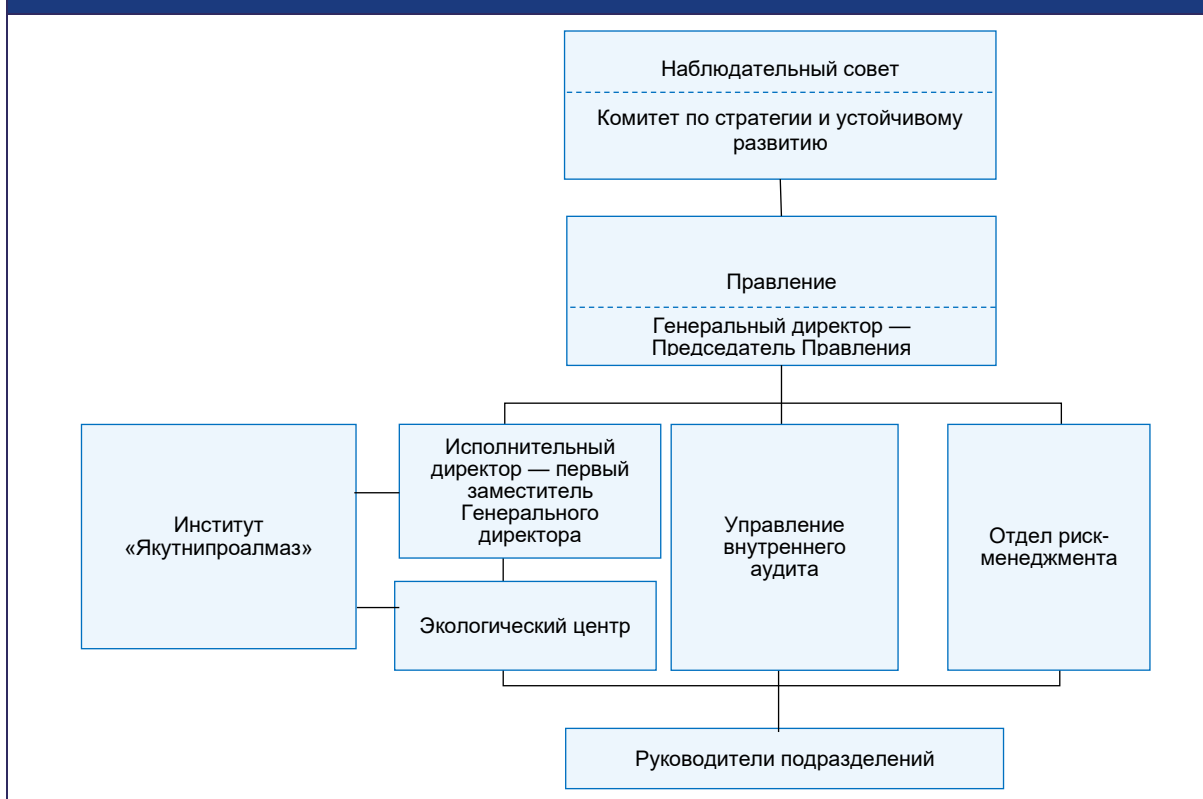 Наблюдательный совет
Комитет по стратегии и устойчивому
развитию
Правление
Генеральный директор —
Председатель Правления
Институт
«Якутнипроалмаз»
Исполнительный
директор — первый
заместитель
Генерального
директора
Экологический центр
Управление
внутреннего
аудита
Отдел риск-
менеджмента
Руководители подразделений